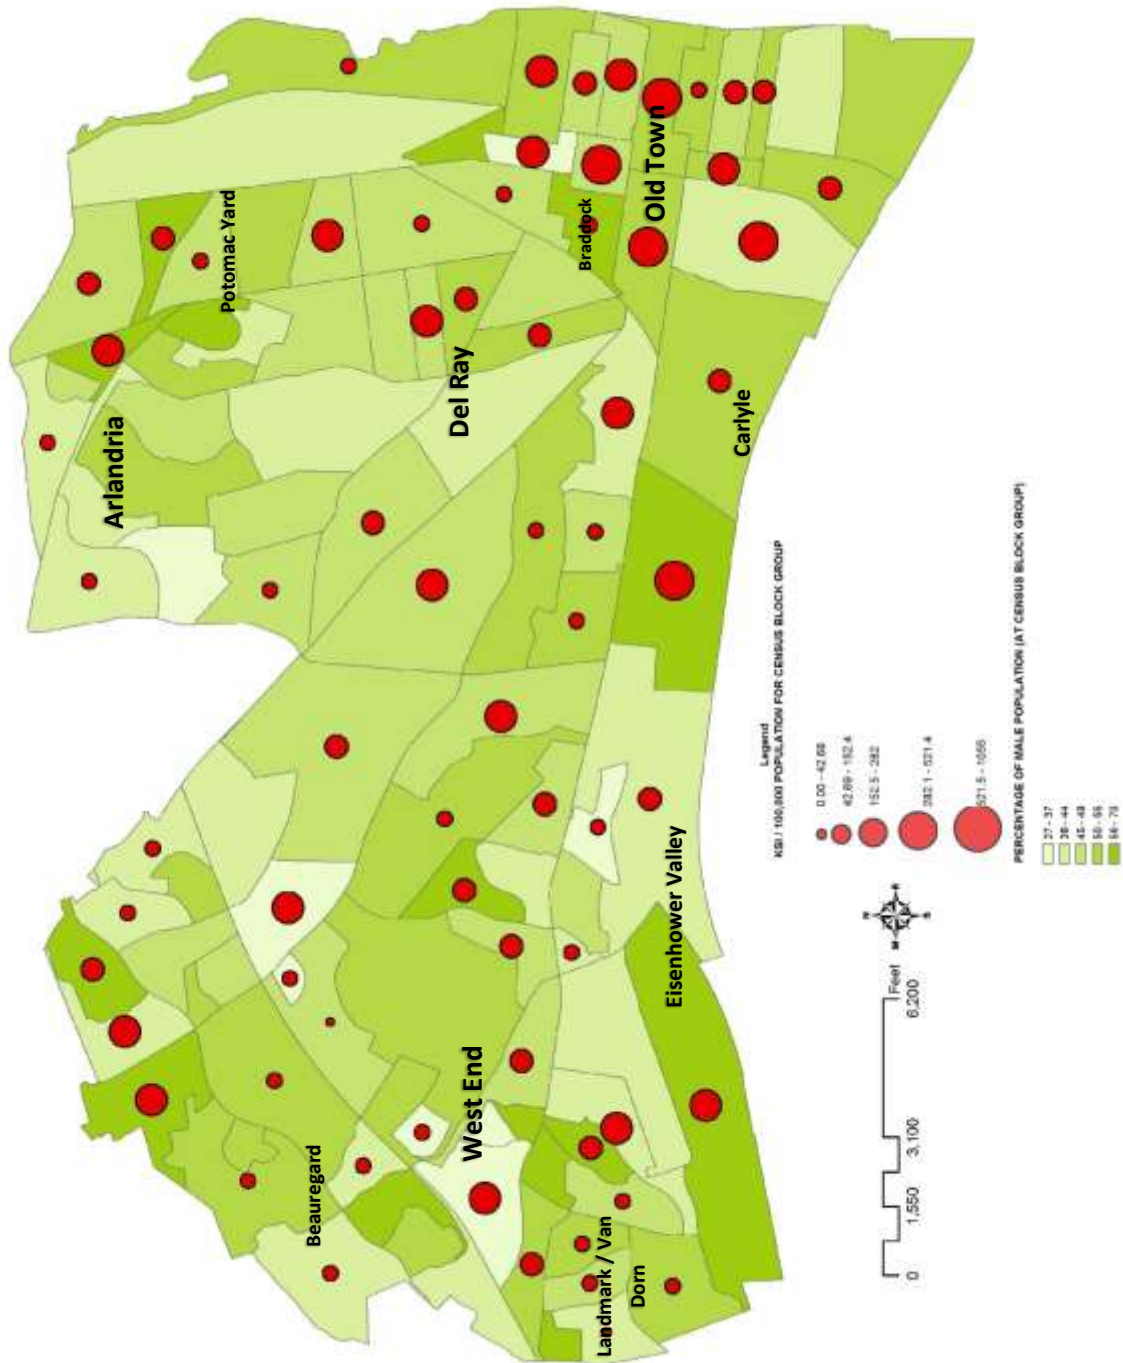 Arlandria
Potomac Yard
Del Ray
Braddock
Old Town
Carlyle
Beauregard
West End
Eisenhower Valley
Landmark / Van
Dorn
Legend
KSI / 100,000 POPULATION FOR CENSUS BLOCK GROUP
0.00 - 42.68
42.69 - 152.4
152.5 - 282
282.1 - 521.4
521.5 - 1056
PERCENTAGE OF MALE POPULATION (AT CENSUS BLOCK GROUP)
27 - 37
38 - 44
45 - 49
50 - 55
56 - 73
N
W
E
S
Feet
0
1,550
3,100
6,200